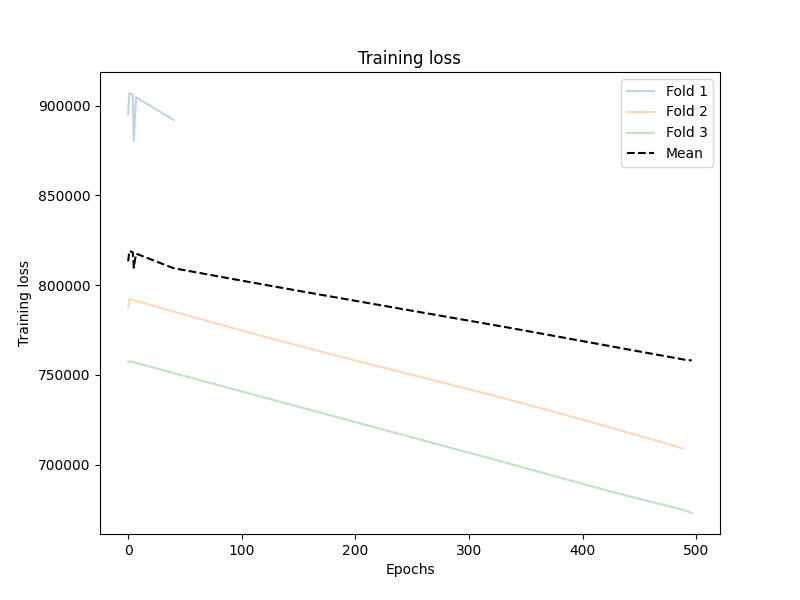 Training loss
Fold 1
Fold 2
Fold 3
Mean
Training loss
900000
850000
800000
750000
700000
0
100
200
300
400
500
Epochs